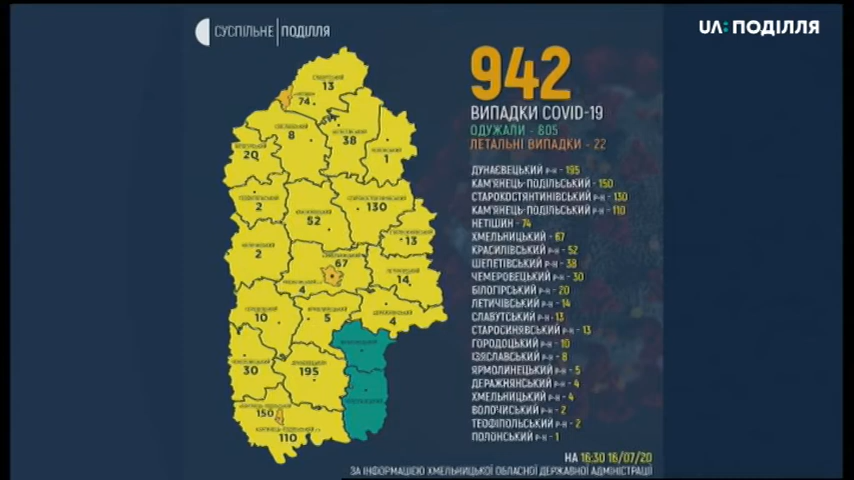 СУСПІЛЬНЕ ПОДІЛЛЯ
UA: ПОДІЛЛЯ
942
ВИПАДКИ COVID-19
ОДУЖАЛИ - 805
ЛЕТАЛЬНІ ВИПАДКИ - 22
ДУНАЄВЕЦЬКИЙ Р-Н - 195
КАМ'ЯНЕЦЬ-ПОДІЛЬСЬКИЙ - 150
СТАРОКОСТЯНТИНІВСЬКИЙ Р-Н - 130
КАМ'ЯНЕЦЬ-ПОДІЛЬСЬКИЙ Р-Н - 110
НЕТІШИН - 74
ХМЕЛЬНИЦЬКИЙ - 67
КРАСИЛІВСЬКИЙ Р-Н - 52
ШЕПЕТІВСЬКИЙ Р-Н - 38
ЧЕМЕРОВЕЦЬКИЙ Р-Н - 30
БІЛОГІРСЬКИЙ Р-Н - 20
ЛЕТИЧІВСЬКИЙ Р-Н - 14
СЛАВУТСЬКИЙ Р-Н - 13
СТАРОСИНЯВСЬКИЙ Р-Н - 13
ГОРОДОЦЬКИЙ Р-Н - 10
ІЗЯСЛАВСЬКИЙ Р-Н - 8
ЯРМОЛИНЕЦЬКИЙ Р-Н - 5
ДЕРАЖНЯНСЬКИЙ Р-Н - 4
ХМЕЛЬНИЦЬКИЙ Р-Н - 4
ВОЛОЧИСЬКИЙ Р-Н - 2
ТЕОФІПОЛЬСЬКИЙ Р-Н - 2
ПОЛОНСЬКИЙ Р-Н - 1
НА 16:30 16/07/20
ЗА ІНФОРМАЦІЄЮ ХМЕЛЬНИЦЬКОЇ ОБЛАСНОЇ ДЕРЖАВНОЇ АДМІНІСТРАЦІЇ
13
74
8
38
20
1
2
52
130
2
13
67
4
14
10
5
4
30
195
150
110